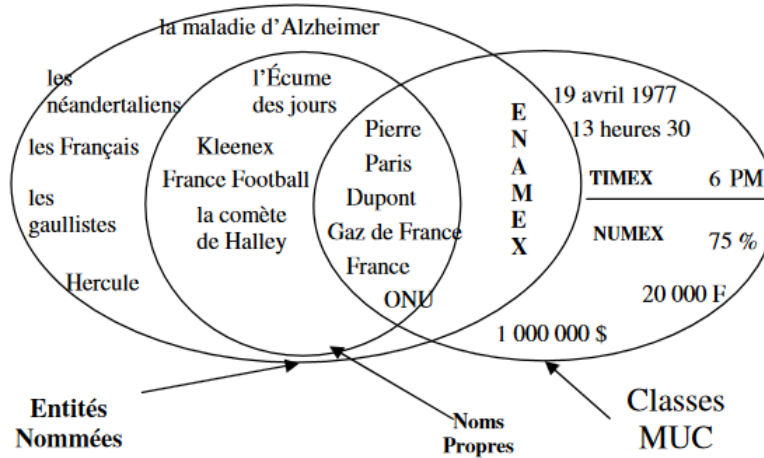 la maladie d'Alzheimer
les
néandertaliens
les Français
les
gaullistes
Hercule
l'Écume
des jours
Kleenex
France Football
la comète
de Halley
Pierre
Paris
Dupont
Gaz de France
France
ONU
ENAMEX
19 avril 1977
13 heures 30
TIMEX 6 PM
NUMEX 75 %
20 000 F
1 000 000 $
Entités
Nommées
Noms
Propres
Classes
MUC